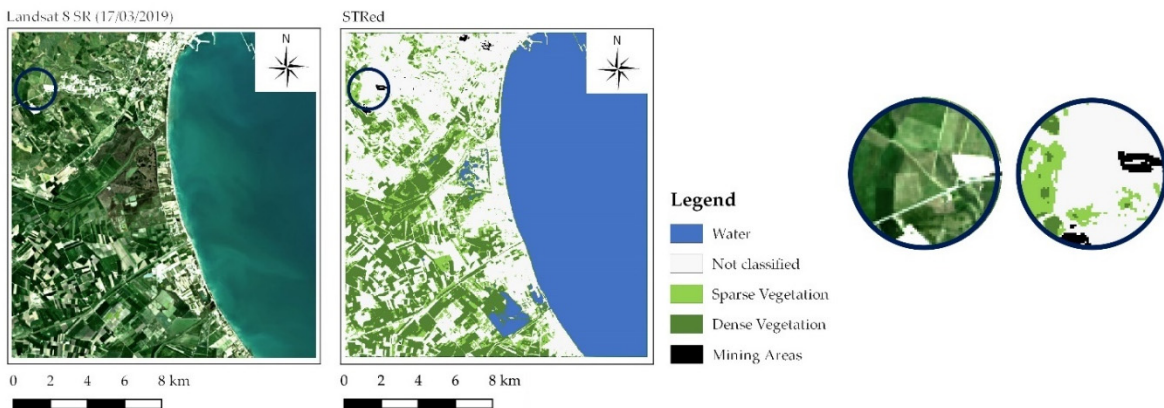 Landsat 8 SR (17/03/2019)
STRed
N
N
Legend
Water
Not classified
Sparse Vegetation
Dense Vegetation
Mining Areas
0 2 4 6 8 km
0 2 4 6 8 km